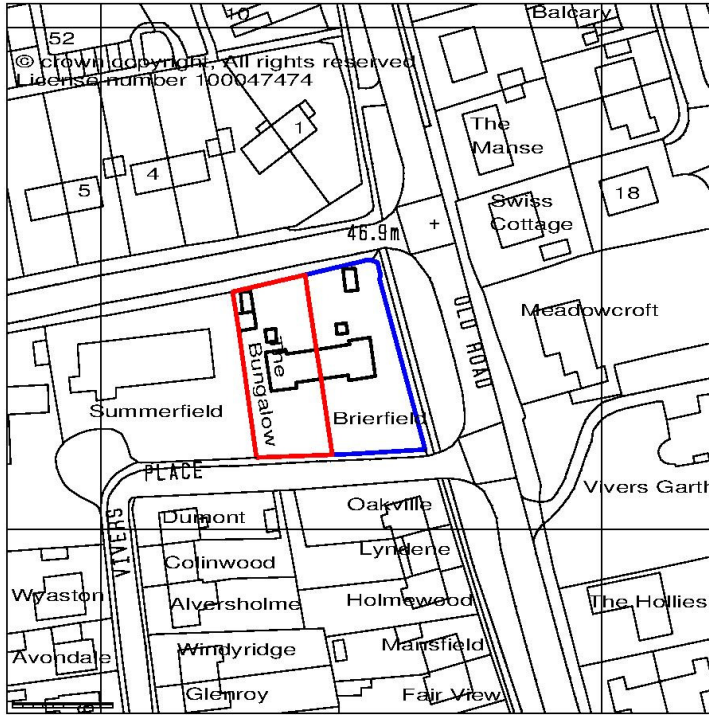 10
Balcary
52
© crown copyright, All rights reserved
License number 100047474
1
The
Manse
4
5
18
Swiss
Cottage
46.9m
OLD ROAD
Meadowcroft
The
Bungalow
Summerfield
Brierfield
PLACE
VIVERS
Vivers Garth
Dumont
Oakville
Colinwood
Lyndene
Wyaston
Alversholme
Holmewood
The Hollies
Avondale
Windyridge
Mansfield
Glenroy
Fair View